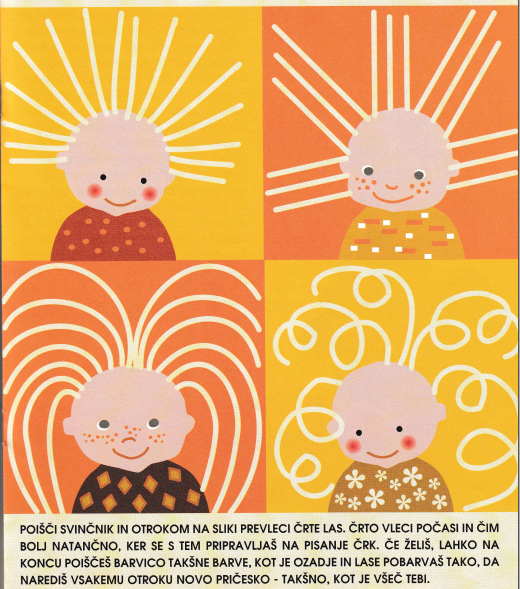 POIŠČI SVINČNIK IN OTROKOM NA SLIKI PREVLECI ČRTE LAS. ČRTO VLECI POČASI IN ČIM
BOLJ NATANČNO, KER SE S TEM PRIPRAVLJAŠ NA PISANJE ČRK. ČE ŽELIŠ, LAHKO NA
KONCU POIŠČEŠ BARVICO TAKŠNE BARVE, KOT JE OZADJE IN LASE POBARVAŠ TAKO, DA
NAREDIŠ VSAKEMU OTROKU NOVO PRIČESKO - TAKŠNO, KOT JE VŠEČ TEBI.